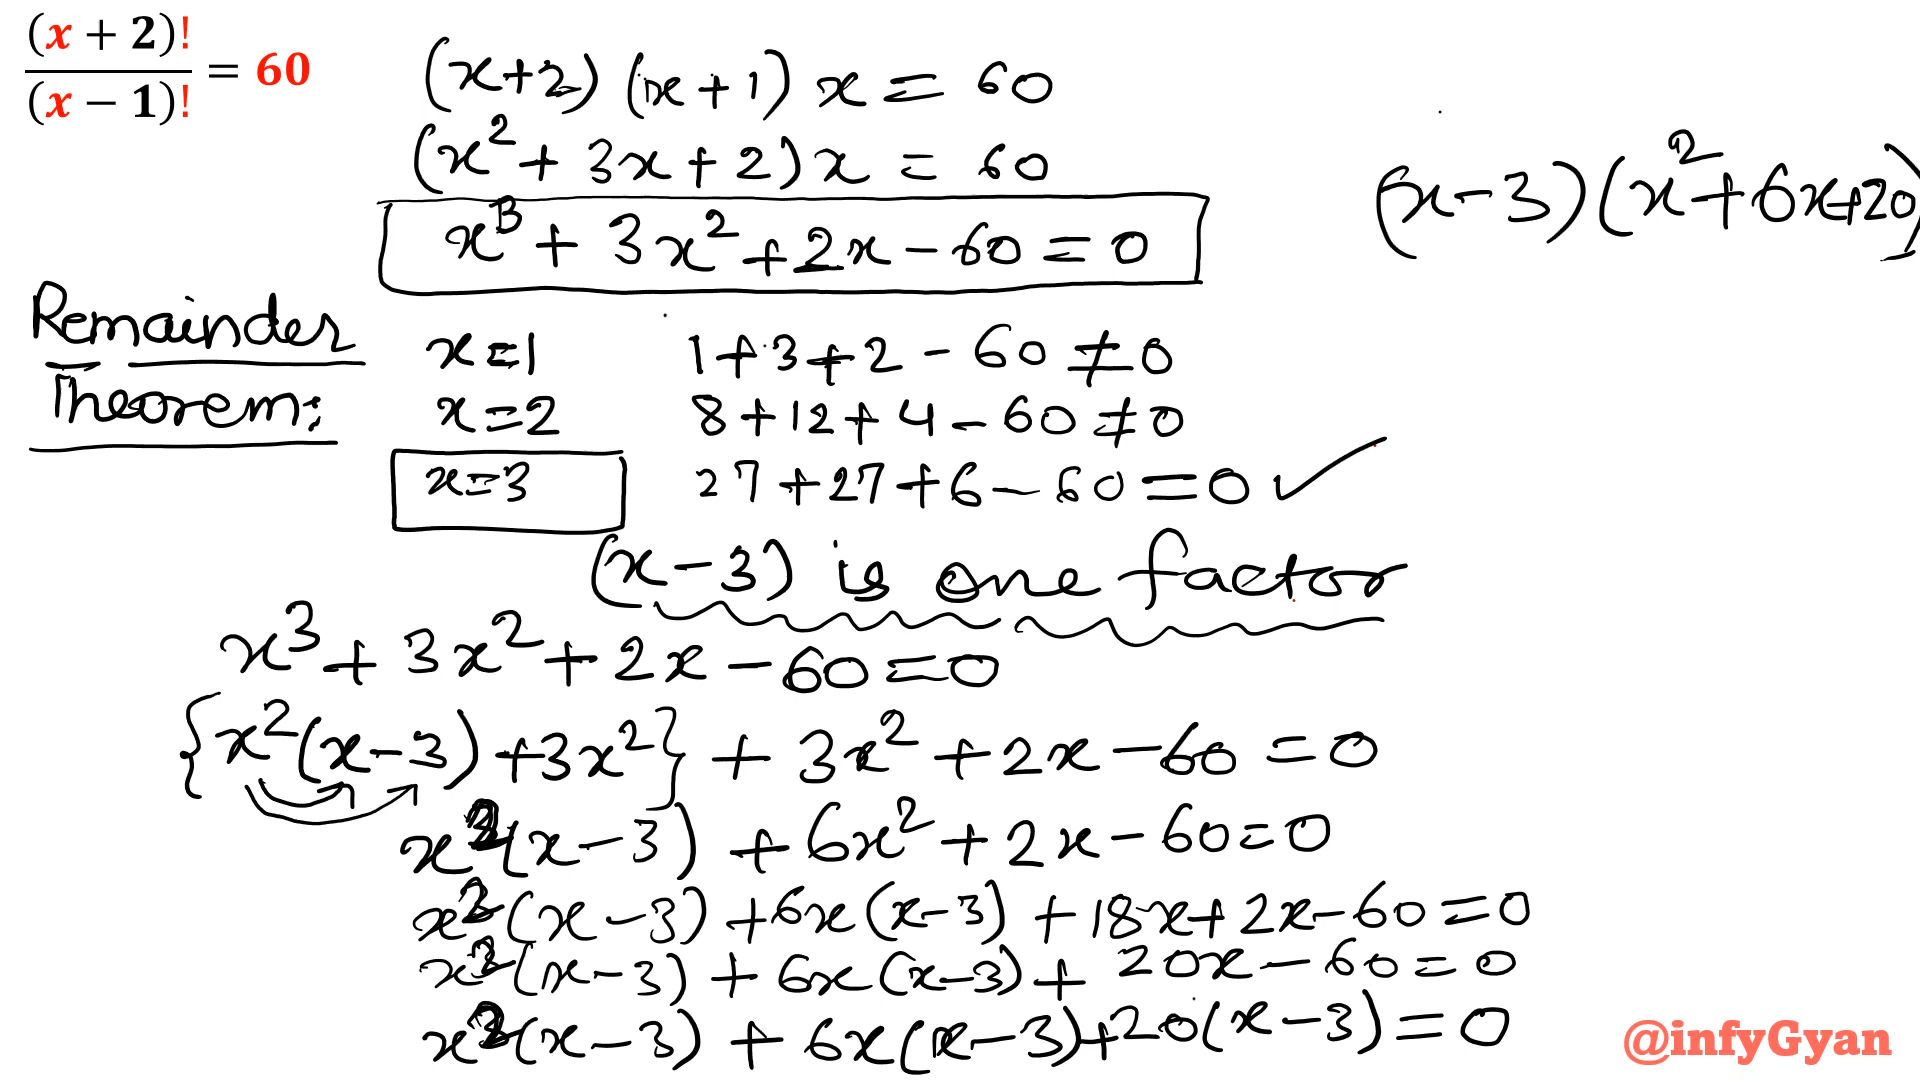 (x + 2)!
(x − 1)!
= 60
(x+2) (x+1) x = 60
(x² + 3x + 2) x = 60
x³ + 3x² + 2x − 60 = 0
(x−3)(x²+6x+20)
Remainder
Theorem:
x=1 1+3+2−60≠0
x=2 8+12+4−60≠0
x=3 27+27+6−60=0 ✓
(x−3) is one factor
x³ + 3x² + 2x − 60=0
{x²(x−3)+3x²} + 3x² + 2x − 60 = 0
x²(x−3) + 6x² + 2x − 60=0
x²(x−3) + 6x(x−3) + 18x+2x−60=0
x²(x−3) + 6x(x−3) + 20x−60=0
x²(x−3) + 6x(x−3)+20(x−3)=0
@infyGyan